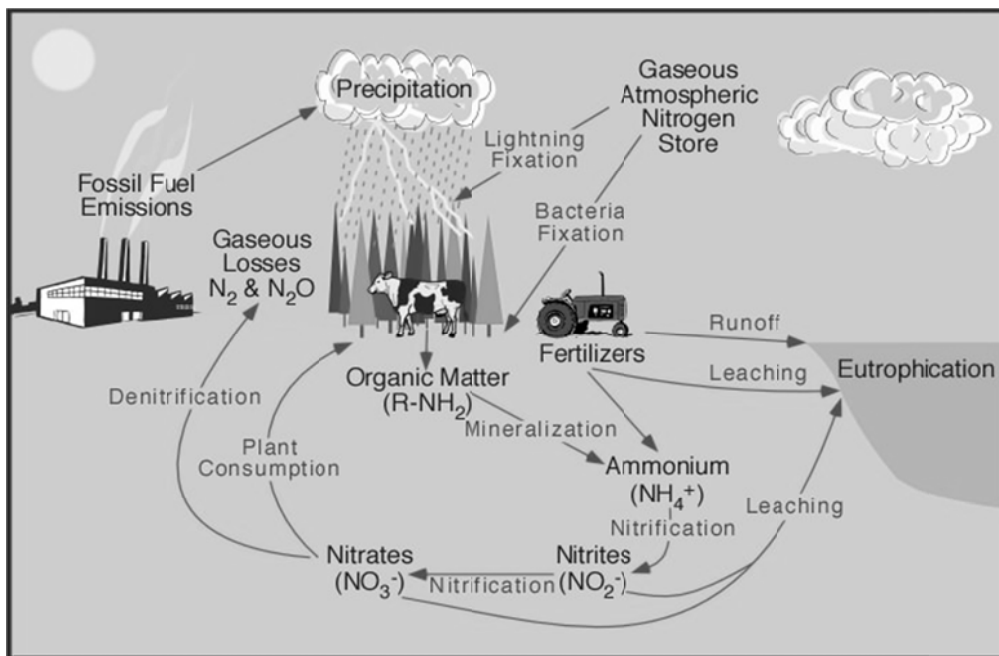 Precipitation
Gaseous
Atmospheric
Nitrogen
Store
Lightning
Fixation
Fossil Fuel
Emissions
Bacteria
Fixation
Gaseous
Losses
N₂ & N₂O
Runoff
Fertilizers
Leaching
Eutrophication
Organic Matter
(R-NH₂)
Denitrification
Mineralization
Plant
Consumption
Ammonium
(NH₄⁺)
Leaching
Nitrification
Nitrates
(NO₃⁻)
Nitrification
Nitrites
(NO₂⁻)